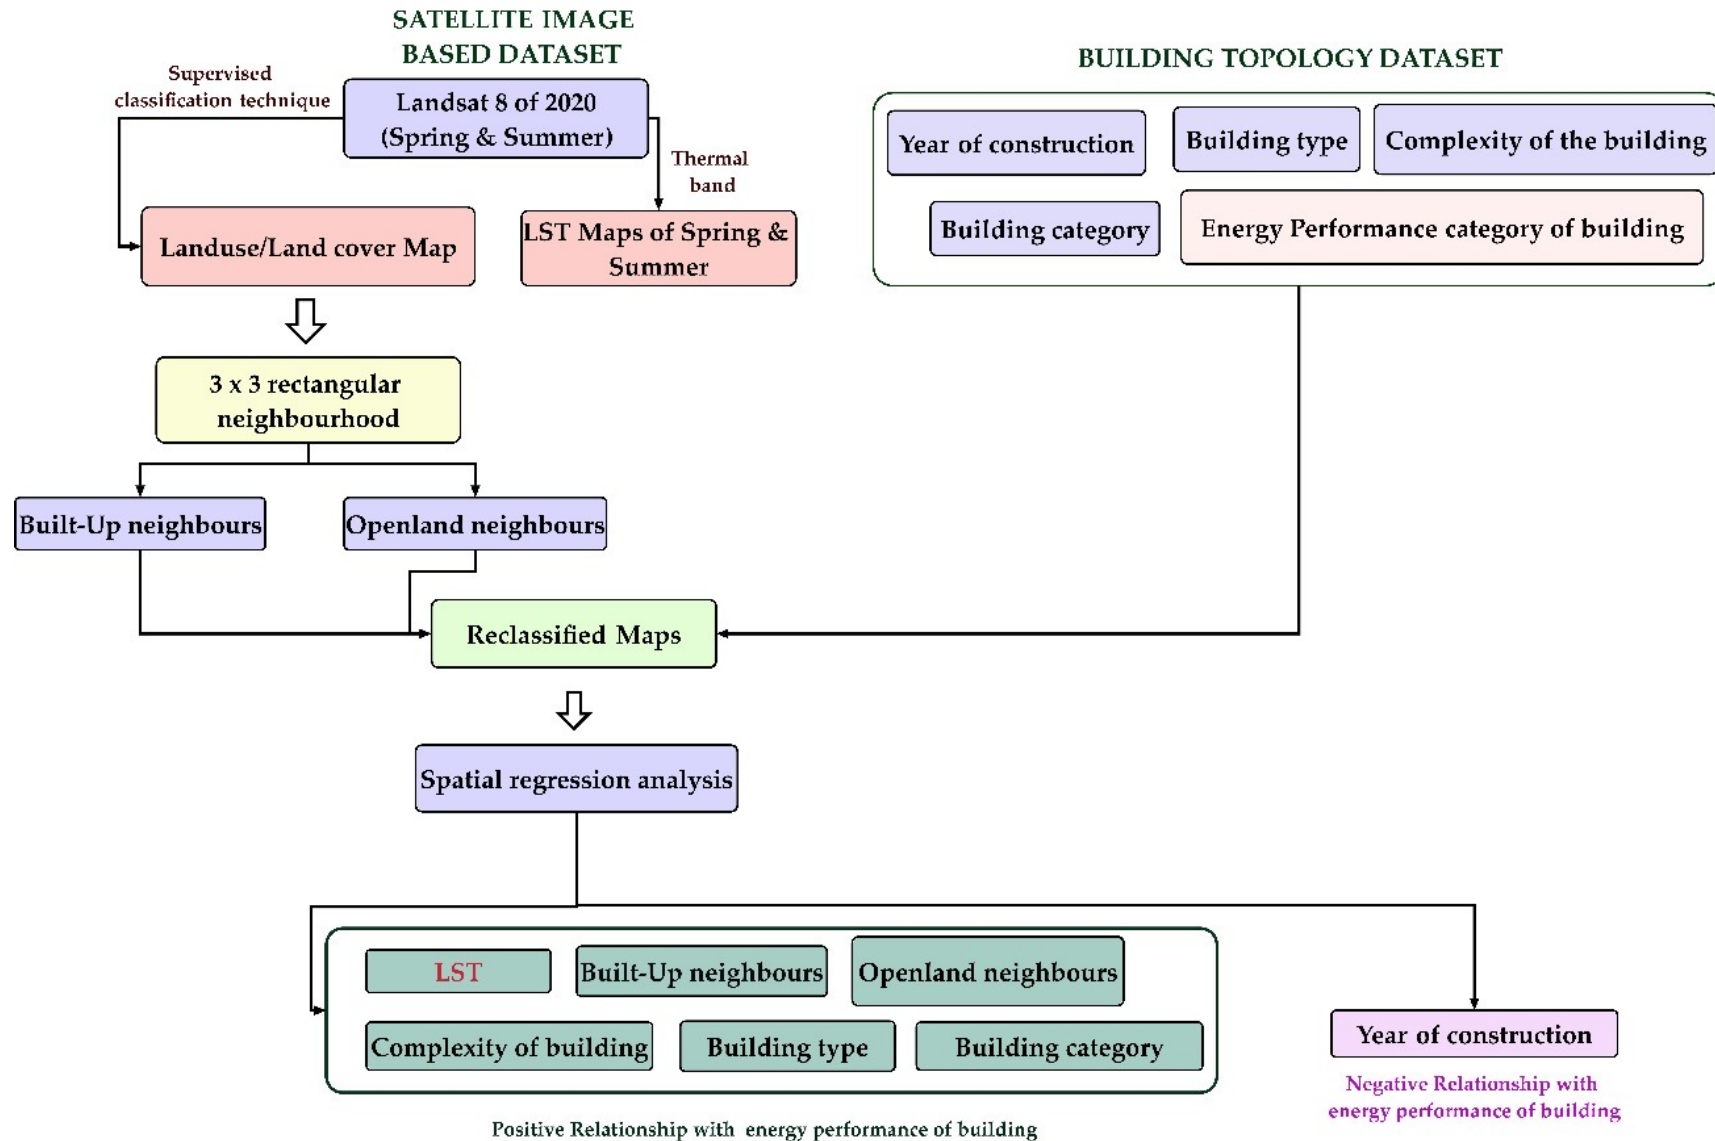 SATELLITE IMAGE
BASED DATASET
BUILDING TOPOLOGY DATASET
Supervised
classification technique
Landsat 8 of 2020
(Spring & Summer)
Thermal
band
Year of construction
Building type
Complexity of the building
Building category
Energy Performance category of building
Landuse/Land cover Map
LST Maps of Spring &
Summer
3 x 3 rectangular
neighbourhood
Built-Up neighbours
Openland neighbours
Reclassified Maps
Spatial regression analysis
LST
Built-Up neighbours
Openland neighbours
Complexity of building
Building type
Building category
Year of construction
Negative Relationship with
energy performance of building
Positive Relationship with energy performance of building